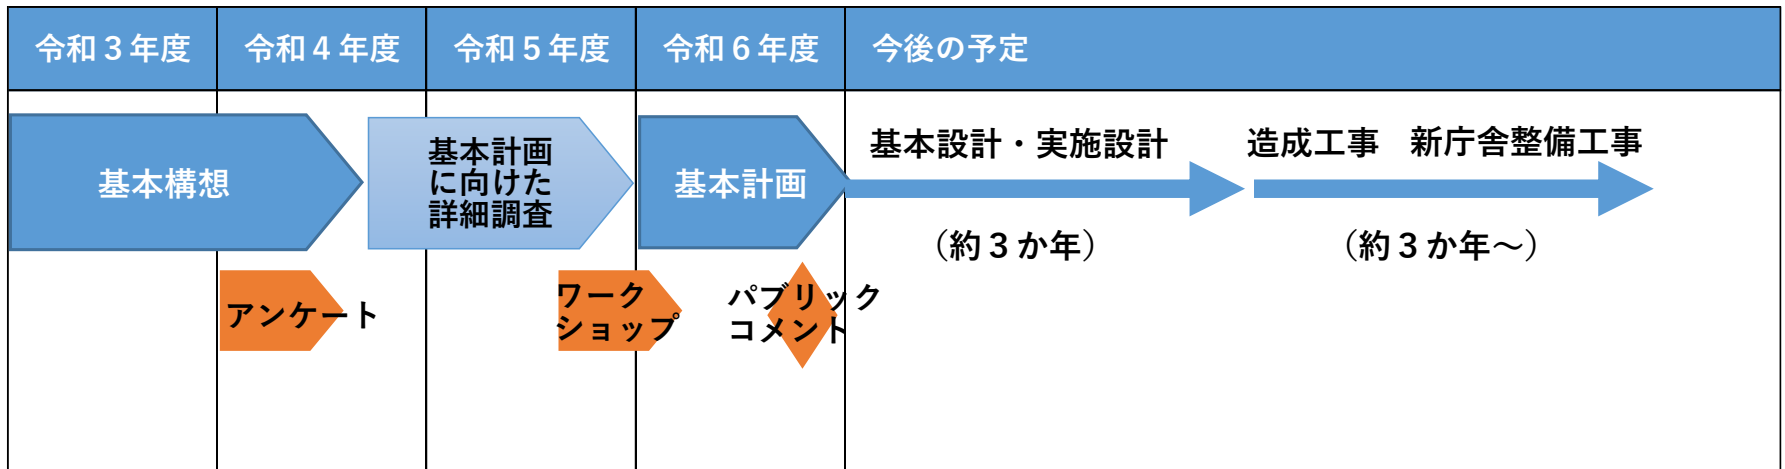 令和３年度
令和４年度
令和５年度
令和６年度
今後の予定
基本構想
基本計画
に向けた
詳細調査
基本計画
基本設計・実施設計
（約３か年）
造成工事　新庁舎整備工事
（約３か年～）
アンケート
ワーク
ショップ
パブリック
コメント